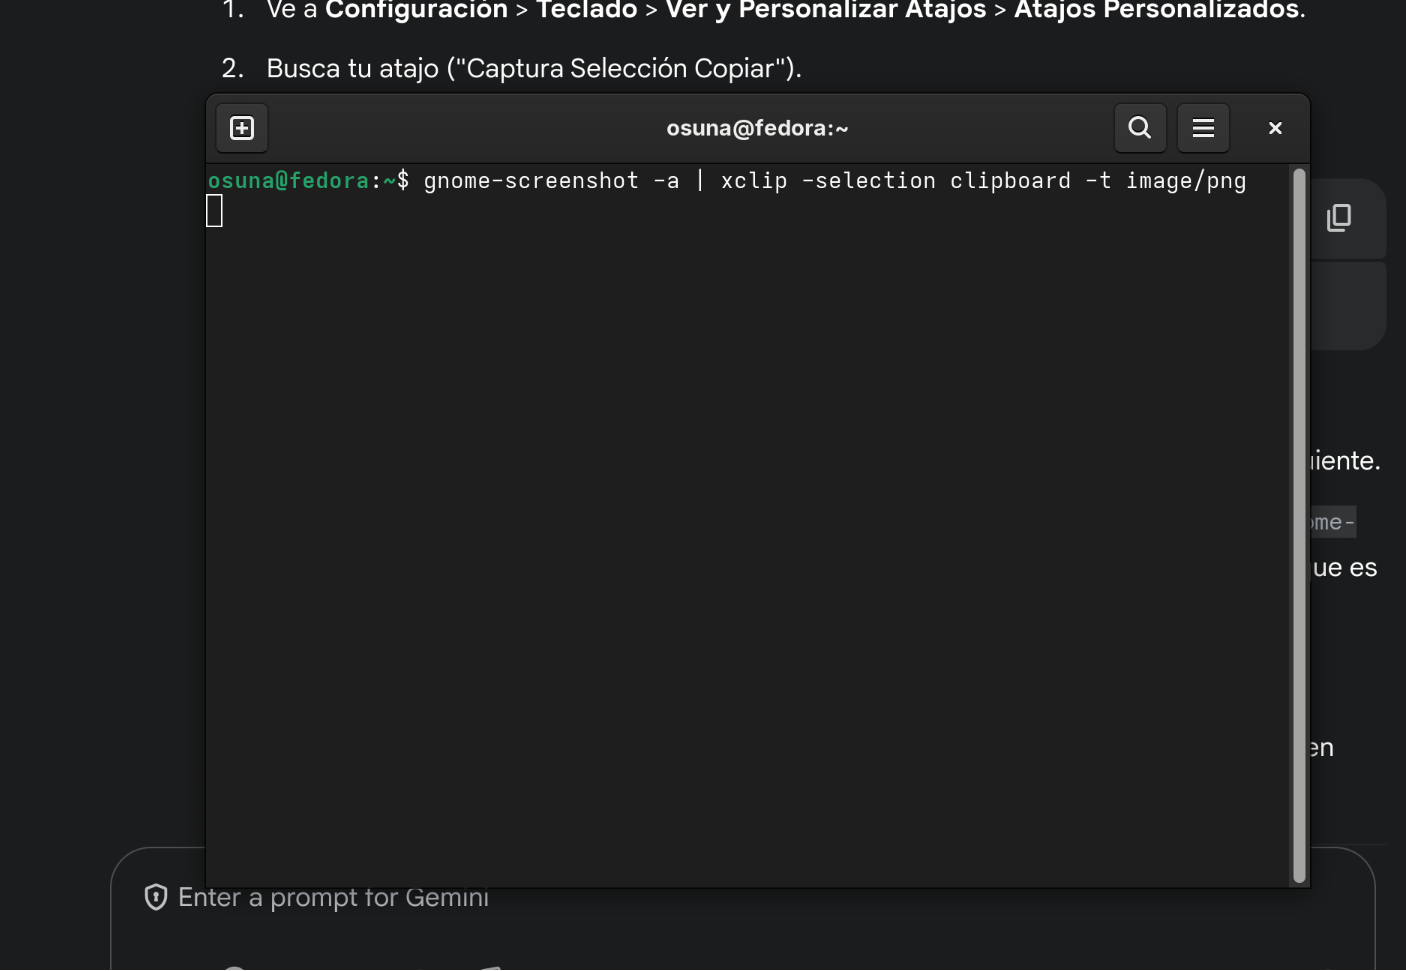 1. Ve a Configuración > Teclado > Ver y Personalizar Atajos > Atajos Personalizados.
2. Busca tu atajo ("Captura Selección Copiar").
osuna@fedora:~
osuna@fedora:~$ gnome-screenshot -a | xclip -selection clipboard -t image/png
ome-
ue es
en
Enter a prompt for Gemini